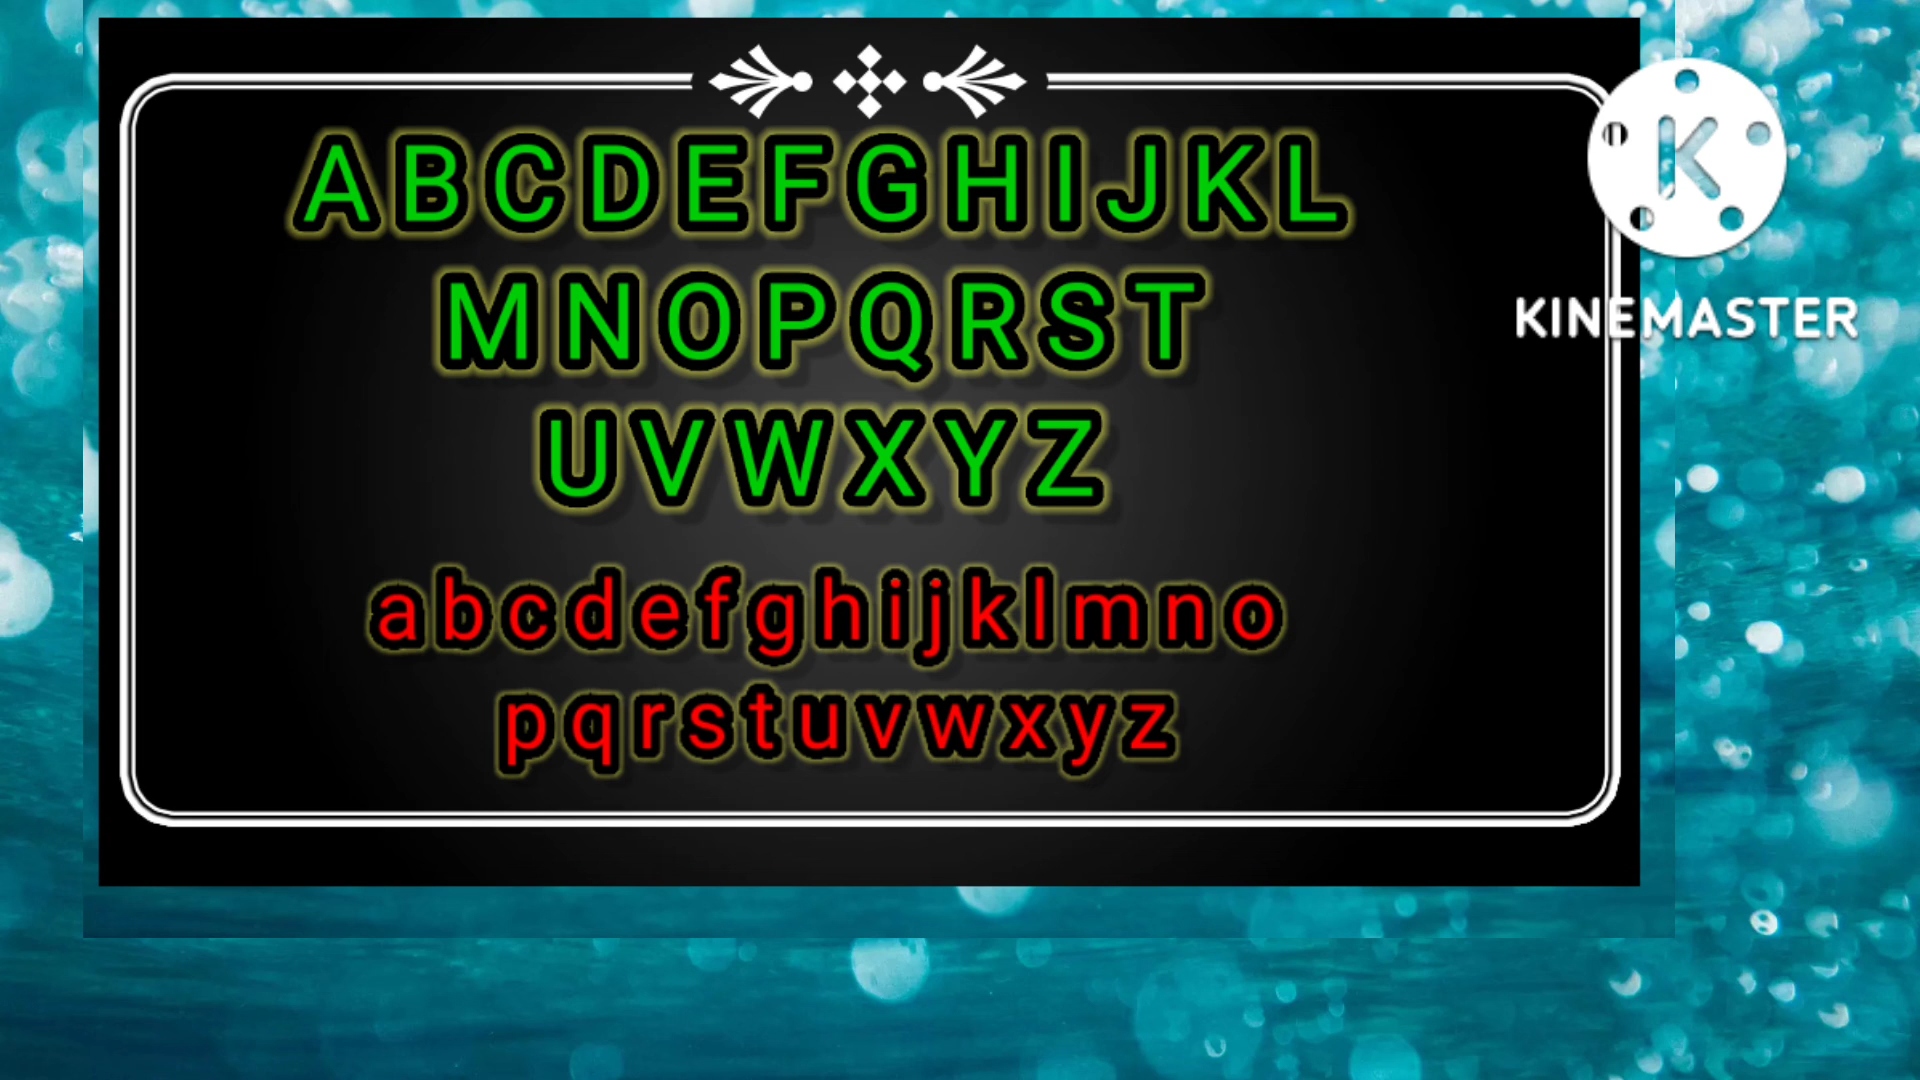 ABCDEFGHIJKL
MNOPQRST
UVWXYZ
abcdefghijklmno
pqrstuvwxyz
K
KINEMASTER